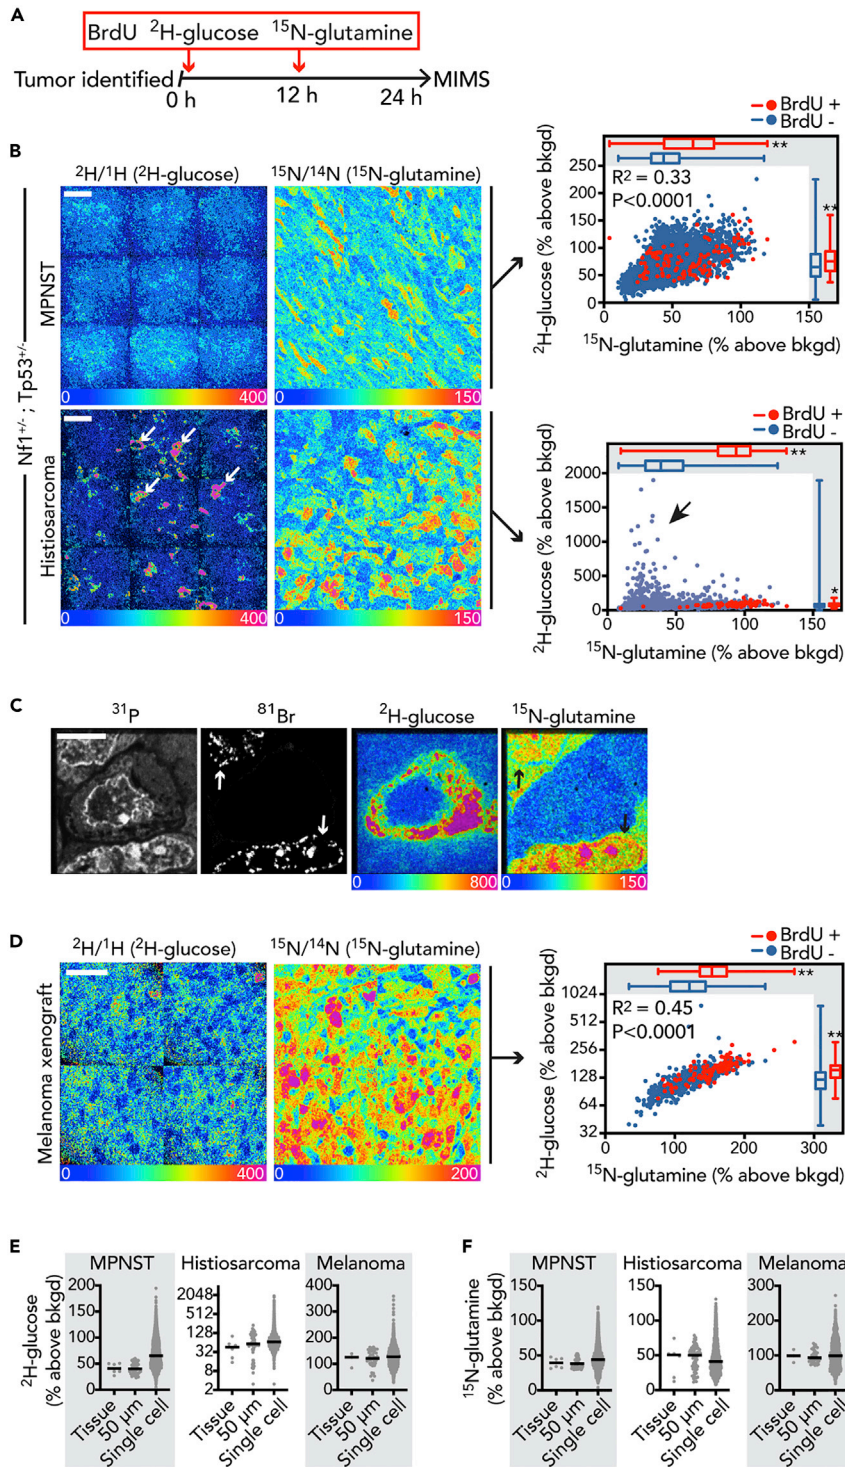 A
BrdU ²H-glucose ¹⁵N-glutamine
Tumor identified
MIMS
0 h
12 h
24 h
B
²H/¹H (²H-glucose)
¹⁵N/¹⁴N (¹⁵N-glutamine)
Nf1+/- ; Tp53+/-
MPNST
0 400
0 150
Histiosarcoma
0 400
0 150
BrdU +
BrdU -
**
250
200
150
100
50
0
R² = 0.33
P<0.0001
**
²H-glucose (% above bkgd)
0 50 100 150
¹⁵N-glutamine (% above bkgd)
BrdU +
BrdU -
**
2000
1500
1000
500
0
*
²H-glucose (% above bkgd)
0 50 100 150
¹⁵N-glutamine (% above bkgd)
C
³¹P
⁸¹Br
²H-glucose
¹⁵N-glutamine
0 800
0 150
D
²H/¹H (²H-glucose)
¹⁵N/¹⁴N (¹⁵N-glutamine)
Melanoma xenograft
0 400
0 200
BrdU +
BrdU -
**
1024
512
256
128
64
32
R² = 0.45
P<0.0001
**
²H-glucose (% above bkgd)
0 100 200 300
¹⁵N-glutamine (% above bkgd)
E
MPNST
Histiosarcoma
Melanoma
²H-glucose
(% above bkgd)
200
150
100
50
0
2048
512
128
32
8
2
400
300
200
100
0
Tissue
50 µm
Single cell
Tissue
50 µm
Single cell
Tissue
50 µm
Single cell
F
MPNST
Histiosarcoma
Melanoma
¹⁵N-glutamine
(% above bkgd)
150
100
50
0
150
100
50
0
300
200
100
0
Tissue
50 µm
Single cell
Tissue
50 µm
Single cell
Tissue
50 µm
Single cell